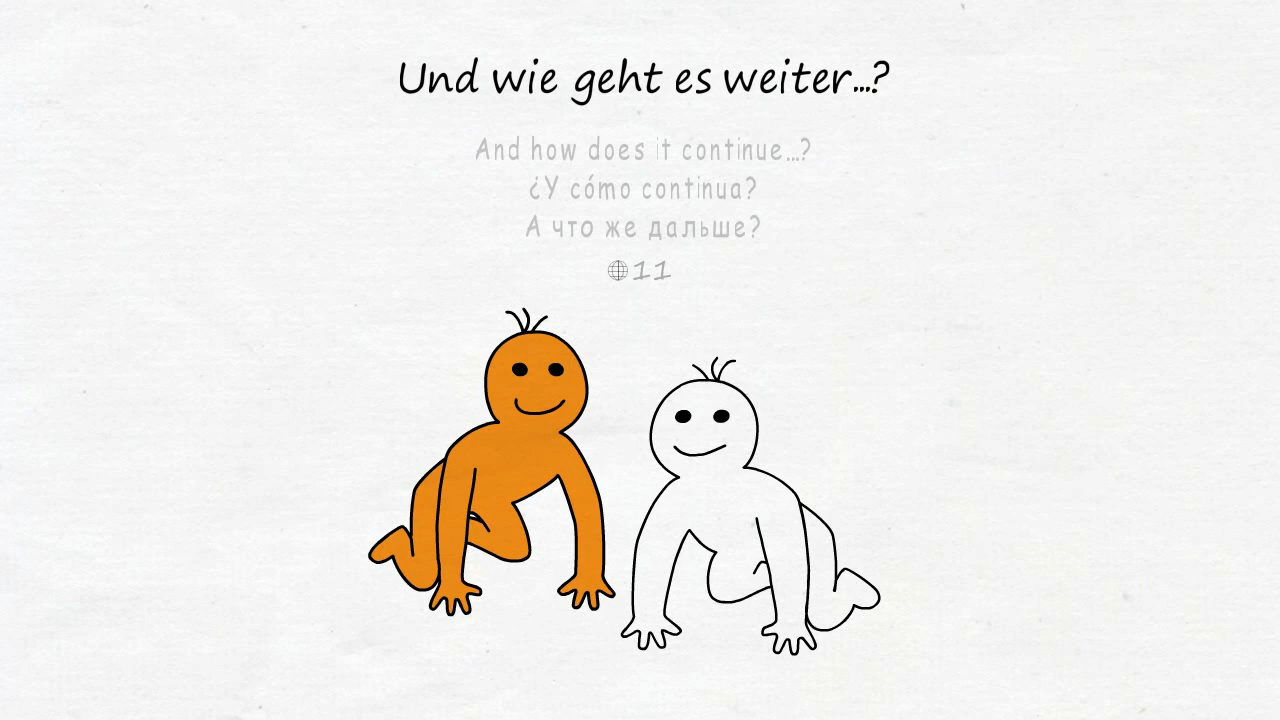 Und wie geht es weiter...?
And how does it continue...?
¿Y cómo continua?
А что же дальше?
11